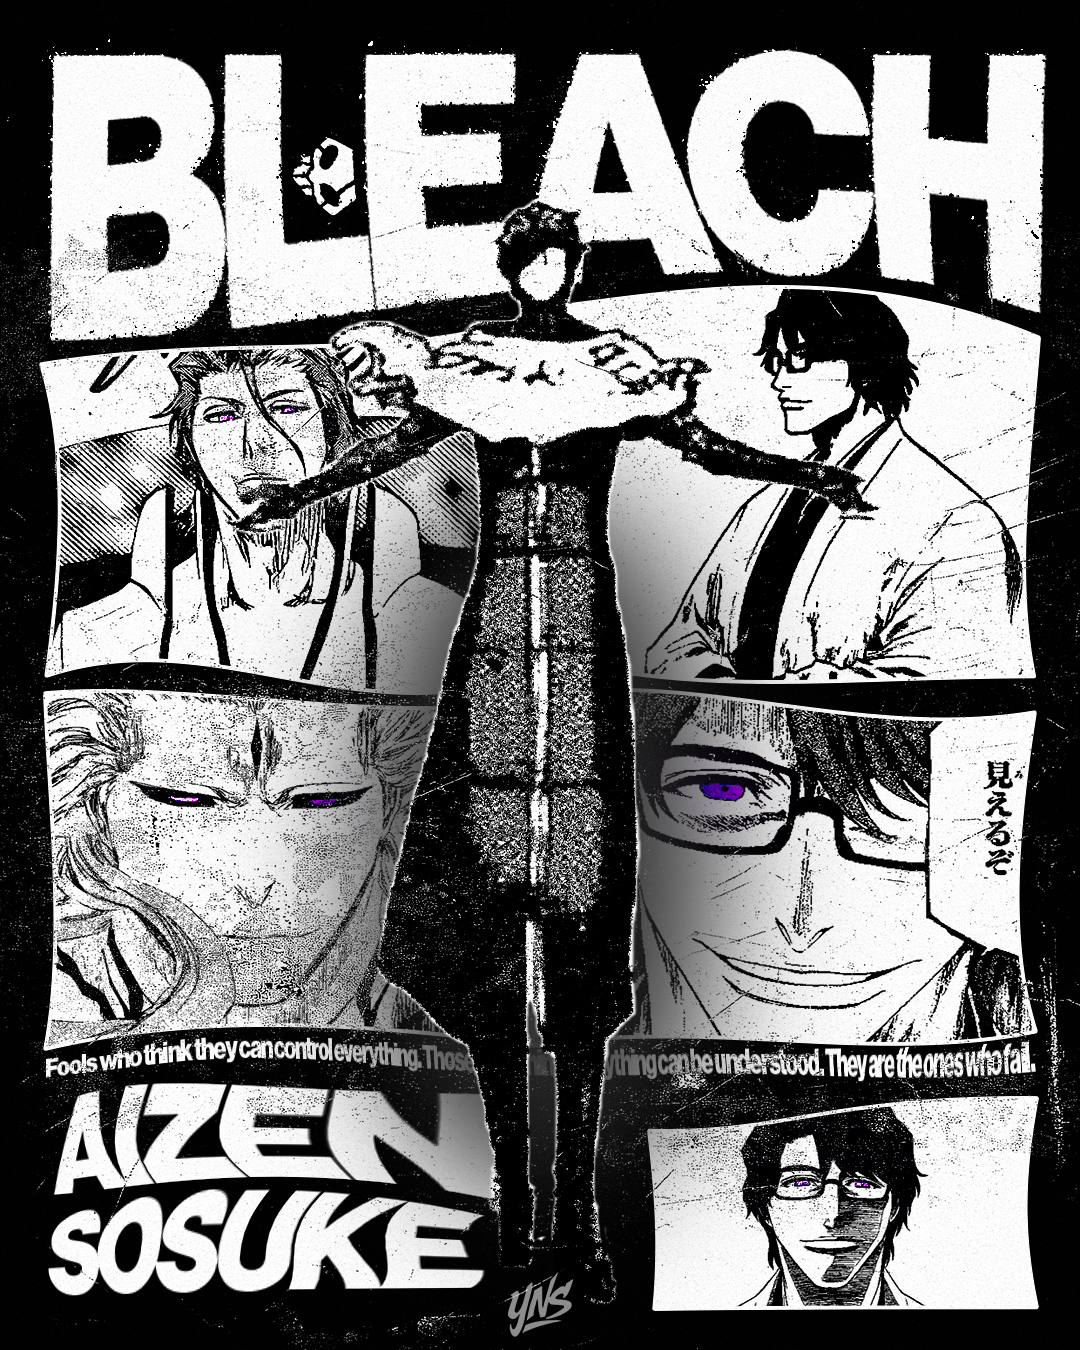 BLEACH
見えるぞ
Fools who think they can control everything. Those ything can be understood. They are the ones who fail.
AIZEN
SOSUKE
YNS